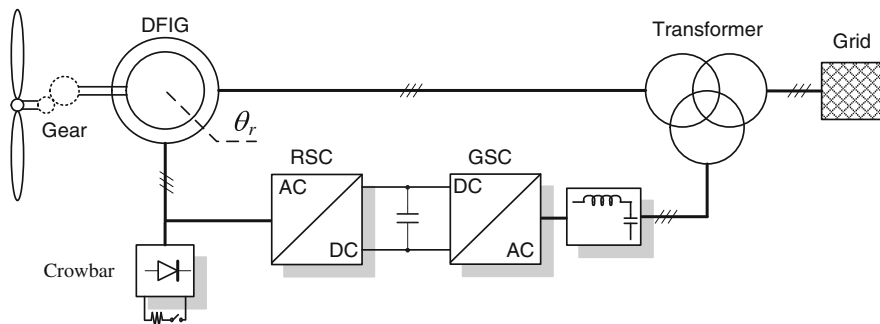 DFIG
Transformer
Grid
Gear
θr
RSC
GSC
AC
DC
DC
AC
Crowbar